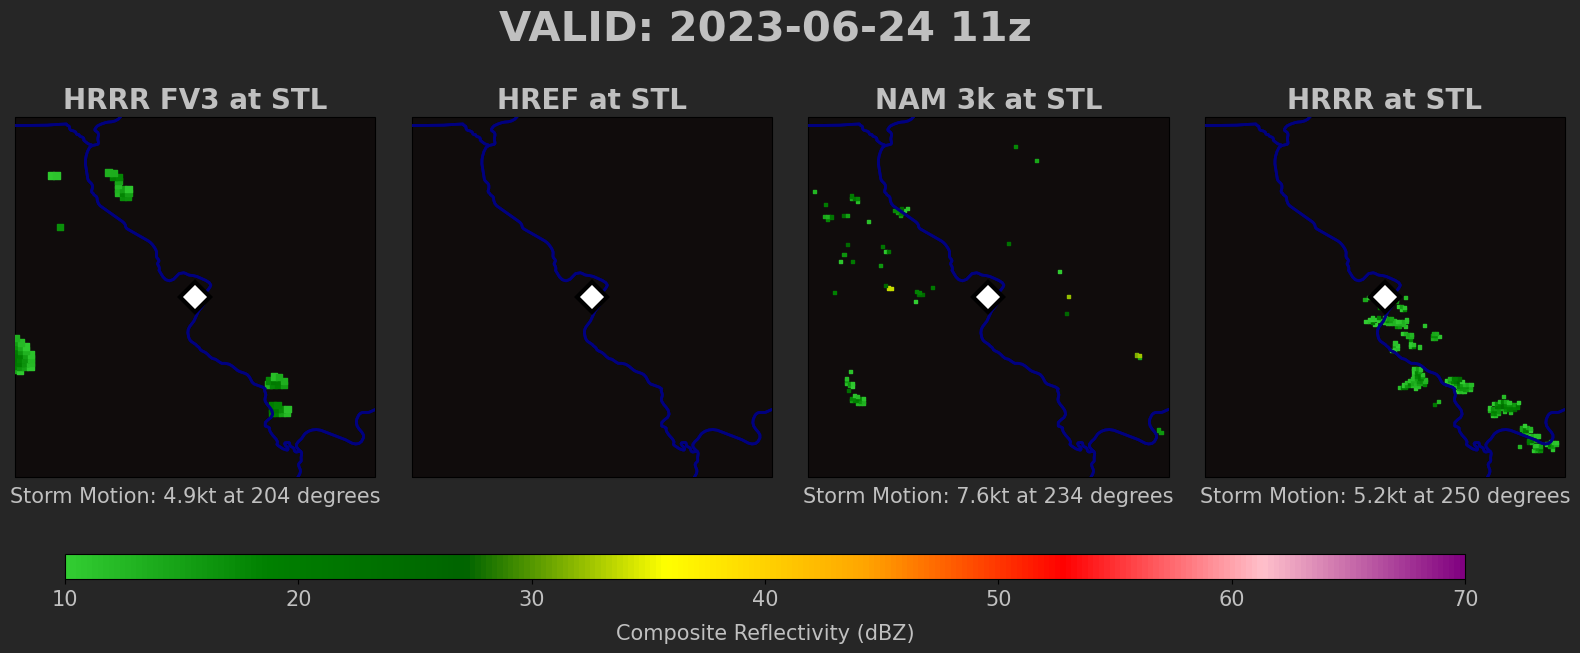 VALID: 2023-06-24 11z
HRRR FV3 at STL
HREF at STL
NAM 3k at STL
HRRR at STL
Storm Motion: 4.9kt at 204 degrees
Storm Motion: 7.6kt at 234 degrees
Storm Motion: 5.2kt at 250 degrees
10 20 30 40 50 60 70
Composite Reflectivity (dBZ)